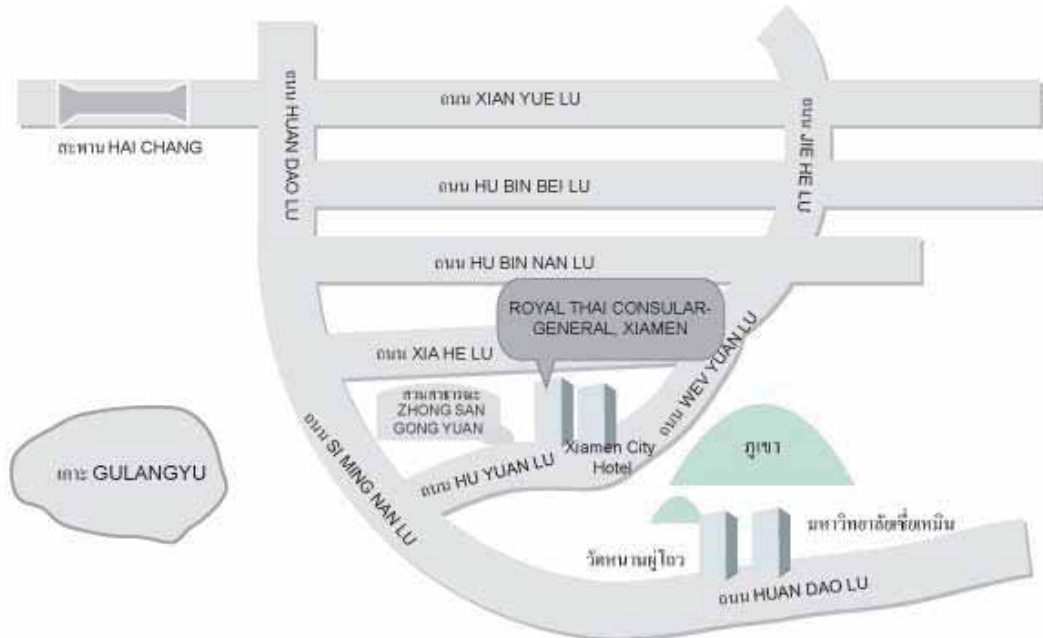 ถนน XIAN YUE LU
สะพาน HAI CHANG
ถนน HUAN DAO LU
ถนน JIE HE LU
ถนน HU BIN BEI LU
ถนน HU BIN NAN LU
ROYAL THAI CONSULAR-
GENERAL, XIAMEN
ถนน XIA HE LU
ถนน WEV YUAN LU
สวนสาธารณะ
ZHONG SAN
GONG YUAN
ถนน SI MING NAN LU
ถนน HU YUAN LU
Xiamen City
Hotel
ภูเขา
เกาะ GULANGYU
มหาวิทยาลัยเซี่ยเหมิน
วัดหนานผู่โถว
ถนน HUAN DAO LU